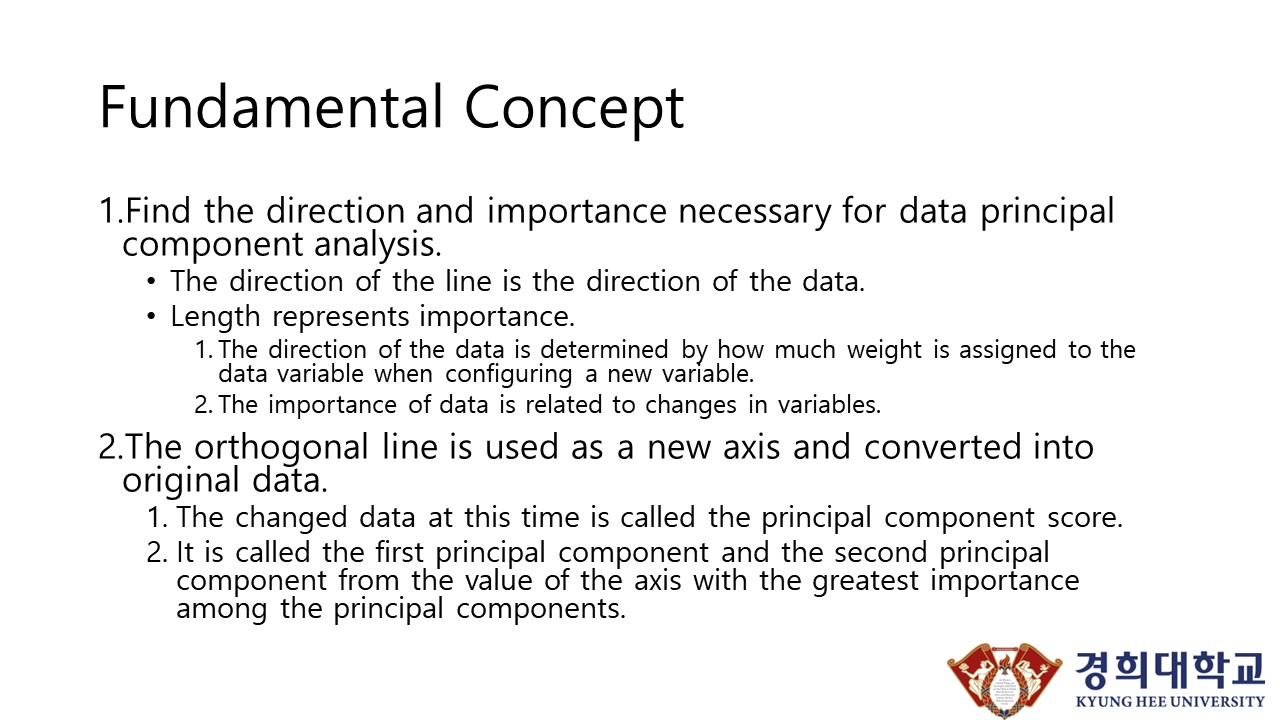 Fundamental Concept
1.Find the direction and importance necessary for data principal
component analysis.
• The direction of the line is the direction of the data.
• Length represents importance.
1. The direction of the data is determined by how much weight is assigned to the
data variable when configuring a new variable.
2. The importance of data is related to changes in variables.
2.The orthogonal line is used as a new axis and converted into
original data.
1. The changed data at this time is called the principal component score.
2. It is called the first principal component and the second principal
component from the value of the axis with the greatest importance
among the principal components.
경희대학교
KYUNG HEE UNIVERSITY